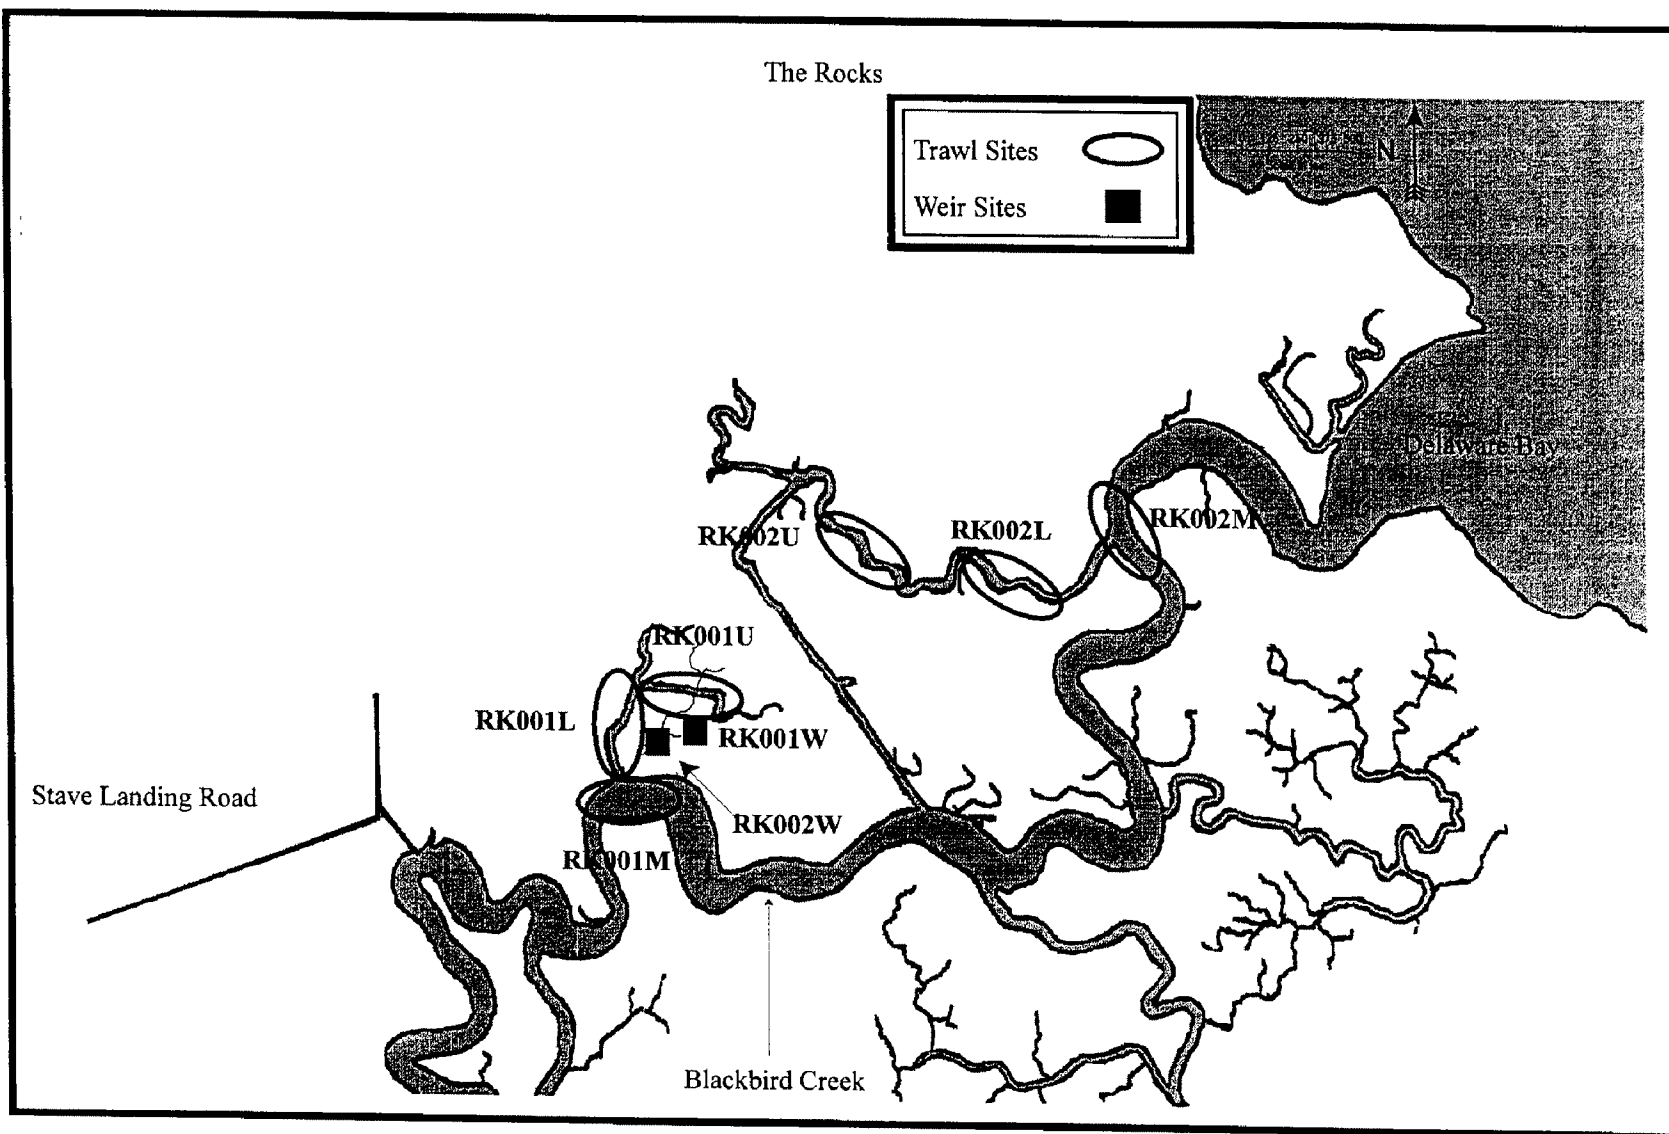 The Rocks
Trawl Sites
Weir Sites
N
Delaware Bay
RK002U
RK002L
RK002M
RK001U
RK001L
RK001W
Stave Landing Road
RK002W
RK001M
Blackbird Creek